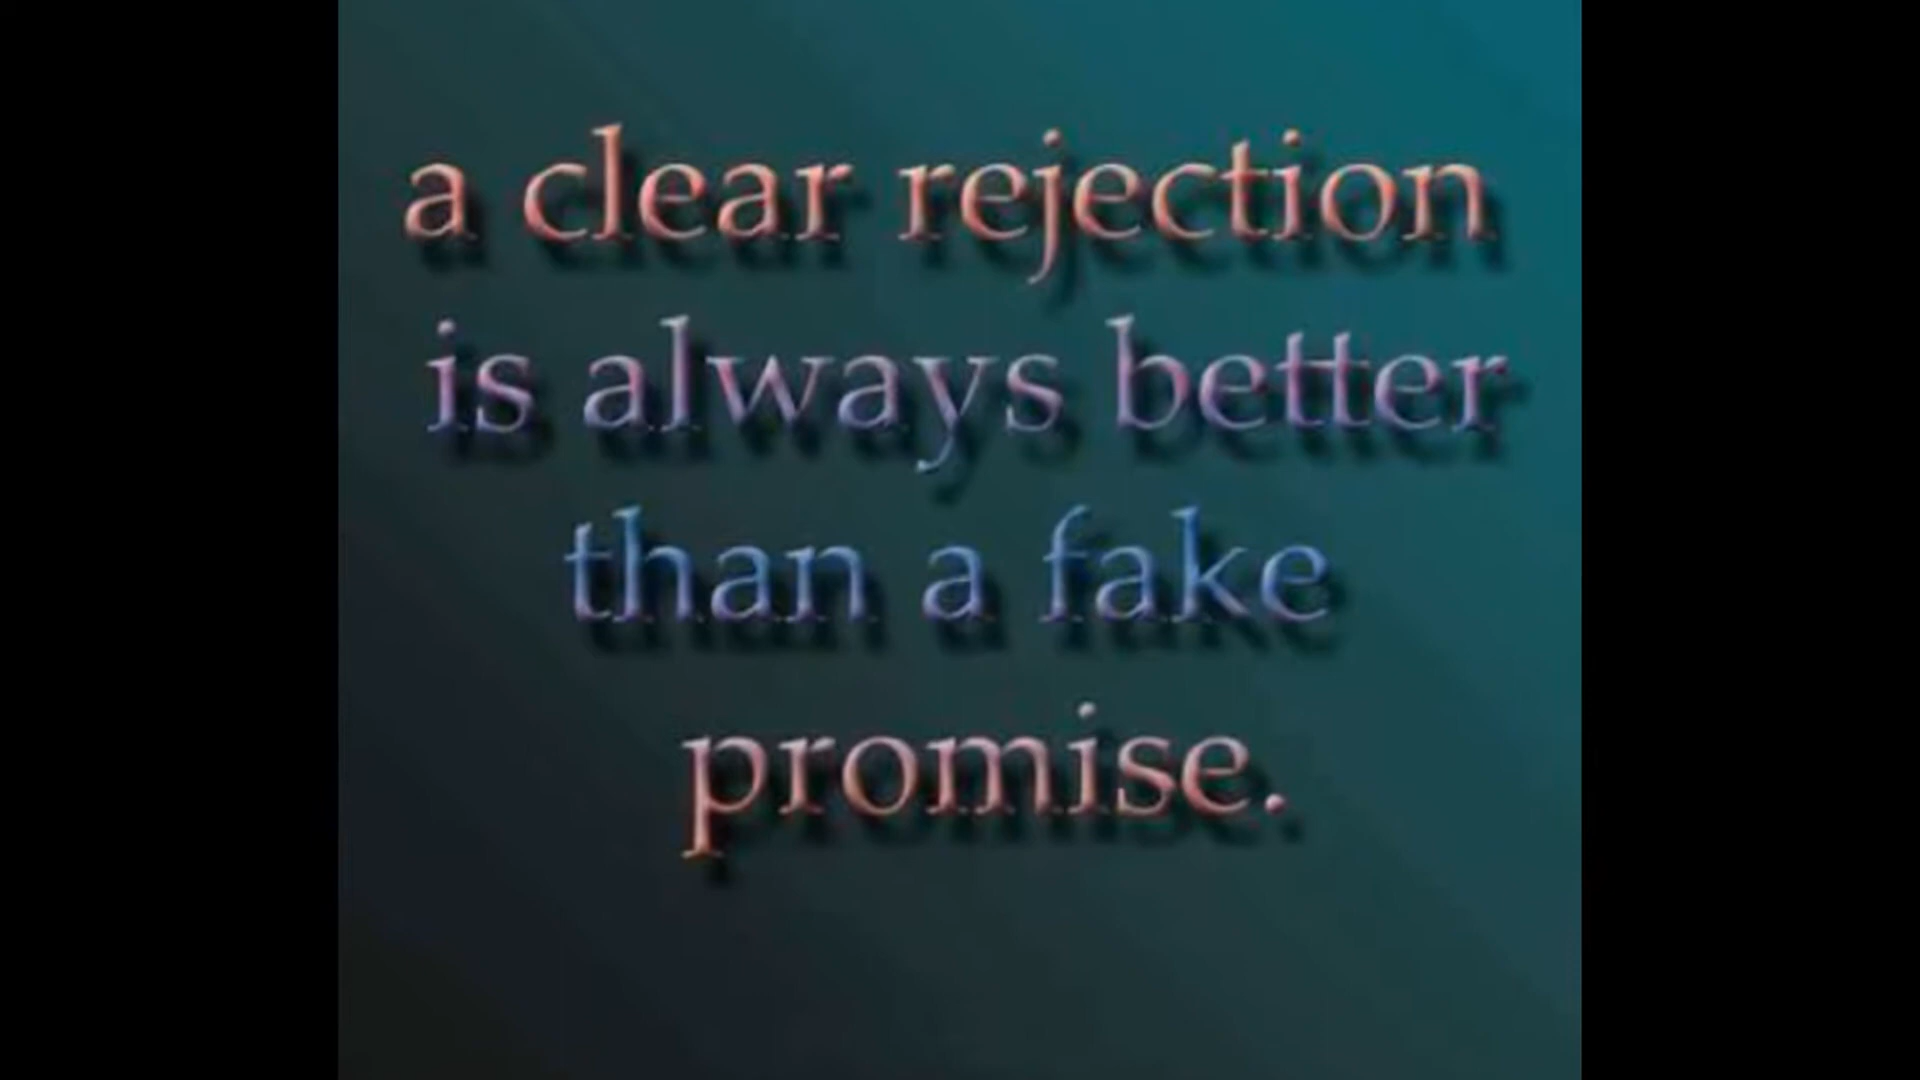 a clear rejection
is always better
than a fake
promise.